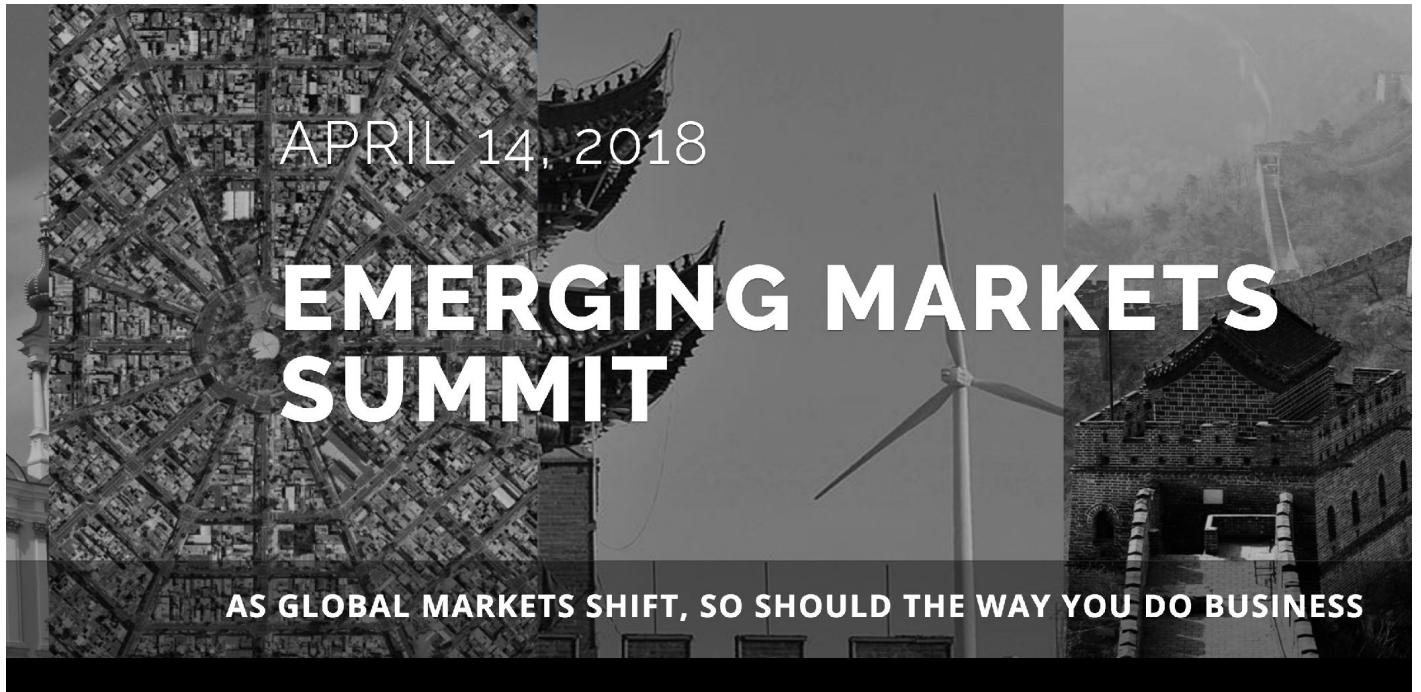 APRIL 14, 2018
EMERGING MARKETS
SUMMIT
AS GLOBAL MARKETS SHIFT, SO SHOULD THE WAY YOU DO BUSINESS